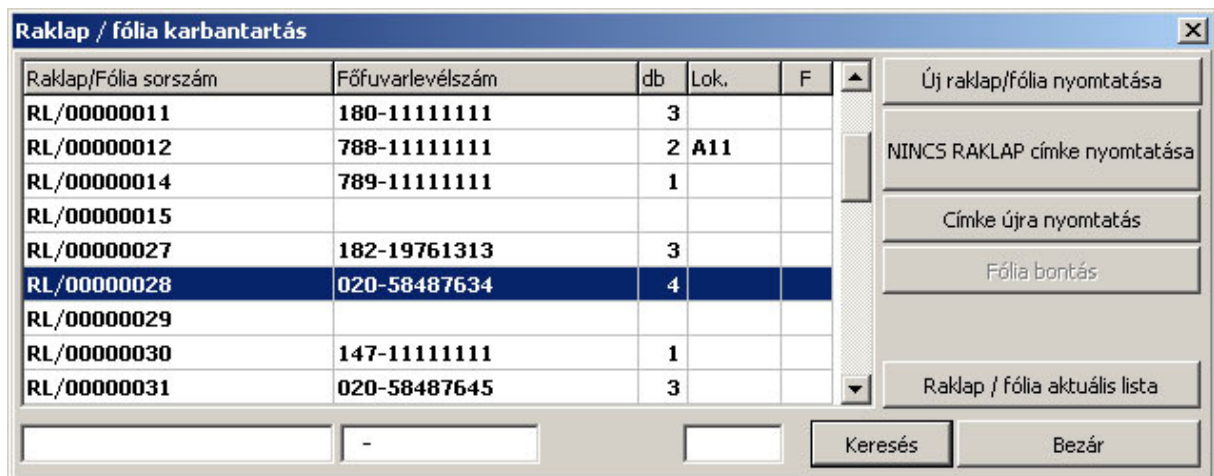 Raklap / fólia karbantartás
Raklap/Fólia sorszám Főfuvarlevélszám db Lok. F
RL/00000011 180-11111111 3
RL/00000012 788-11111111 2 A11
RL/00000014 789-11111111 1
RL/00000015
RL/00000027 182-19761313 3
RL/00000028 020-58487634 4
RL/00000029
RL/00000030 147-11111111 1
RL/00000031 020-58487645 3
-
Új raklap/fólia nyomtatása
NINCS RAKLAP címke nyomtatása
Címke újra nyomtatás
Fólia bontás
Raklap / fólia aktuális lista
Keresés Bezár